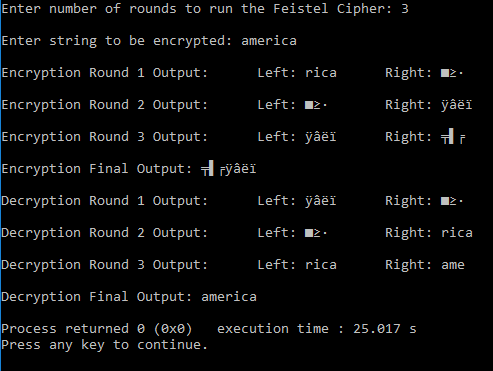 Enter number of rounds to run the Feistel Cipher: 3
Enter string to be encrypted: america
Encryption Round 1 Output: Left: rica Right: ■≥·
Encryption Round 2 Output: Left: ■≥· Right: ÿâëï
Encryption Round 3 Output: Left: ÿâëï Right: ╤▌╒
Encryption Final Output: ╤▌╒ÿâëï
Decryption Round 1 Output: Left: ÿâëï Right: ■≥·
Decryption Round 2 Output: Left: ■≥· Right: rica
Decryption Round 3 Output: Left: rica Right: ame
Decryption Final Output: america
Process returned 0 (0x0) execution time : 25.017 s
Press any key to continue.